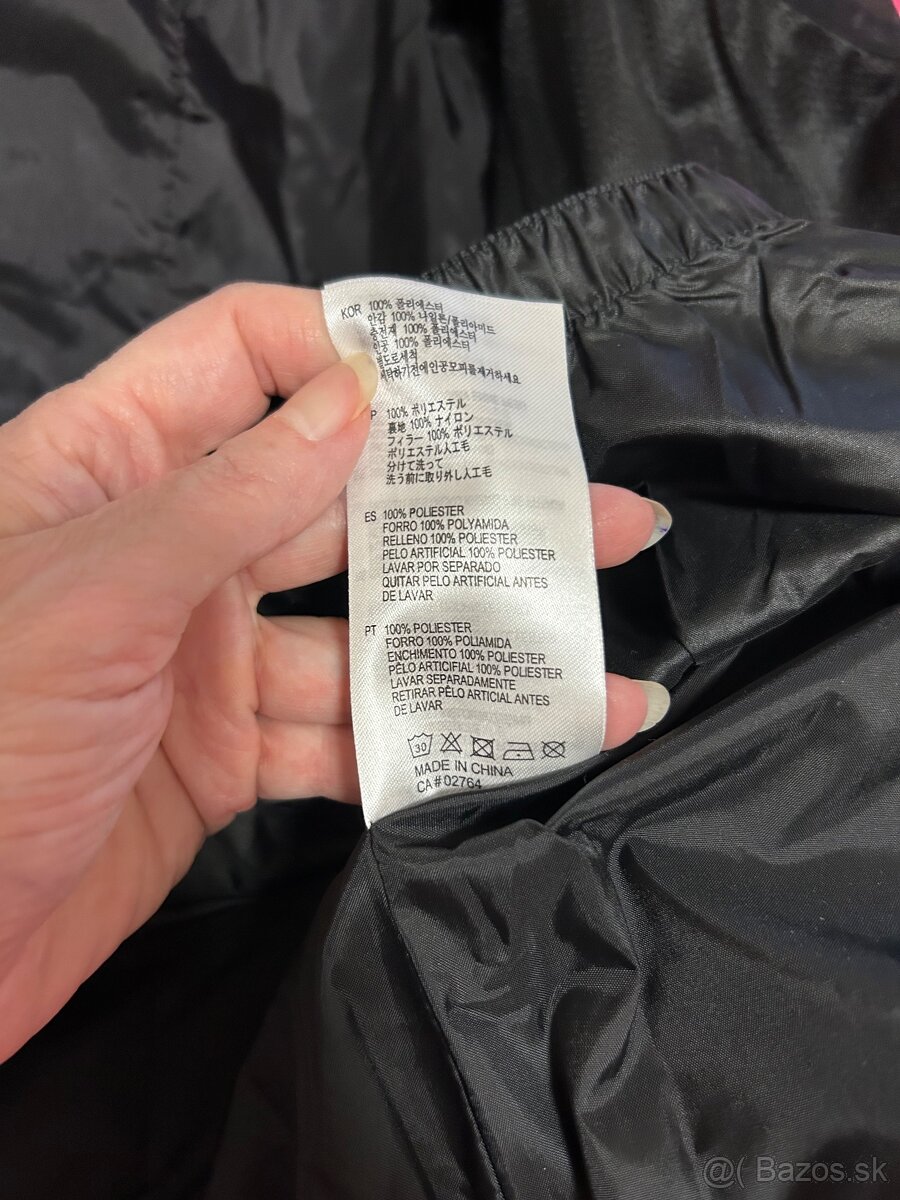 KOR 100% 폴리에스터
안감 100% 나일론/폴리아미드
충전재 100% 폴리에스터
인공 100% 폴리에스터
별도로세척
세탁하기전에인공모피를제거하세요
P 100% ポリエステル
裏地 100% ナイロン
フィラー 100% ポリエステル
ポリエステル人工毛
分けて洗って
洗う前に取り外し人工毛
ES 100% POLIESTER
FORRO 100% POLYAMIDA
RELLENO 100% POLIESTER
PELO ARTIFICIAL 100% POLIESTER
LAVAR POR SEPARADO
QUITAR PELO ARTIFICIAL ANTES
DE LAVAR
PT 100% POLIESTER
FORRO 100% POLIAMIDA
ENCHIMENTO 100% POLIESTER
PÊLO ARTICIFIAL 100% POLIESTER
LAVAR SEPARADAMENTE
RETIRAR PÊLO ARTIFICIAL ANTES
DE LAVAR
30
MADE IN CHINA
CA#02764
@( Bazos.sk